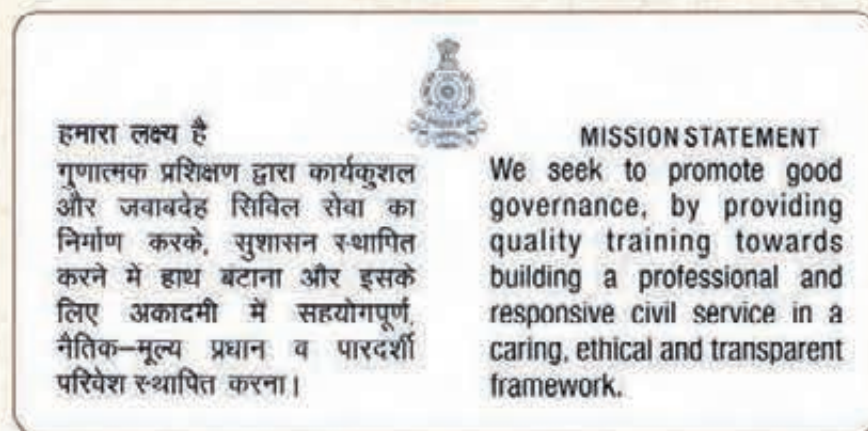 हमारा लक्ष्य है
गुणात्मक प्रशिक्षण द्वारा कार्यकुशल
और जवाबदेह सिविल सेवा का
निर्माण करके, सुशासन स्थापित
करने में हाथ बटाना और इसके
लिए अकादमी में सहयोगपूर्ण,
नैतिक–मूल्य प्रधान व पारदर्शी
परिवेश स्थापित करना।
MISSION STATEMENT
We seek to promote good
governance, by providing
quality training towards
building a professional and
responsive civil service in a
caring, ethical and transparent
framework.